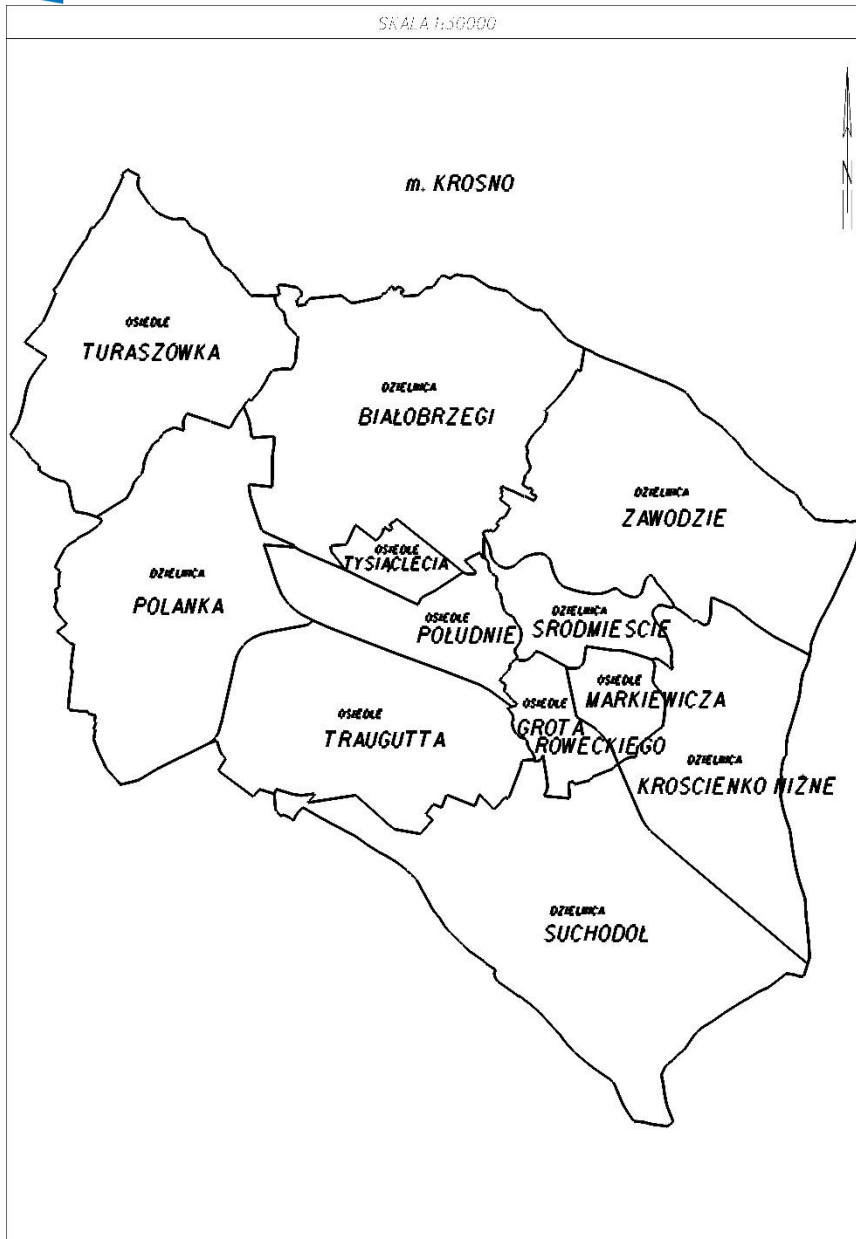 SKALA 1:30000
m. KROSNO
OSIEDLE
TURASZOWKA
DZIELNICA
BIAŁOBRZEGI
DZIELNICA
ZAWODZIE
OSIEDLE
TYSIĄCLECIA
DZIELNICA
POLANKA
OSIEDLE
POŁUDNIE
DZIELNICA
SRODMIESCIE
OSIEDLE
MARKIEWICZA
OSIEDLE
GROTA
ROWECKIEGO
OSIEDLE
TRAUGUTTA
DZIELNICA
KROSCIENKO NIŻNE
DZIELNICA
SUCHODOŁ
N